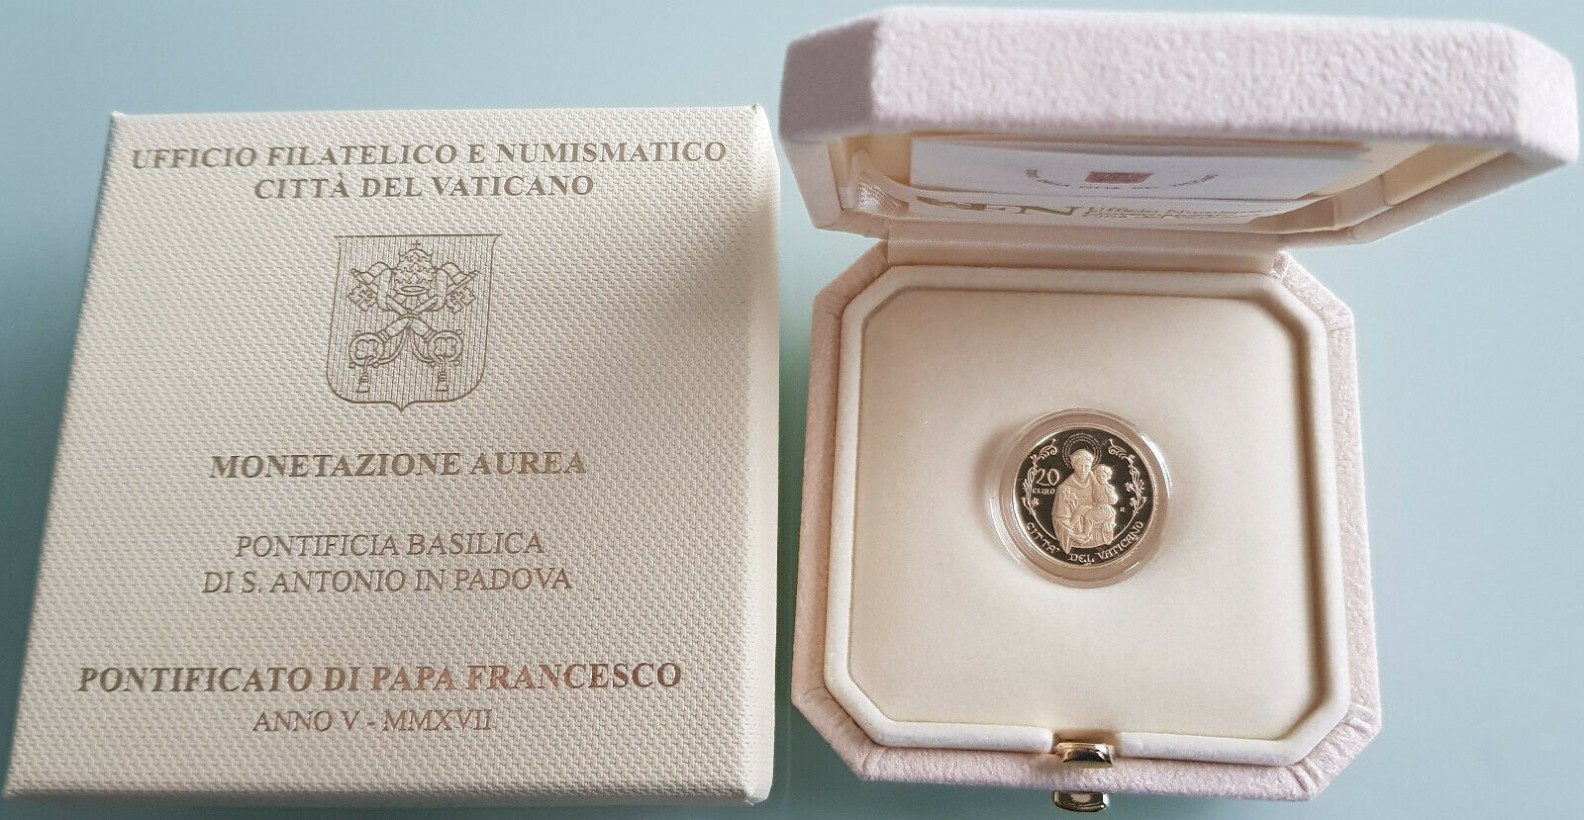 UFFICIO FILATELICO E NUMISMATICO
CITTÀ DEL VATICANO
MONETAZIONE AUREA
PONTIFICIA BASILICA
DI S. ANTONIO IN PADOVA
PONTIFICATO DI PAPA FRANCESCO
ANNO V - MMXVII
20
EURO
CITTA' DEL VATICANO